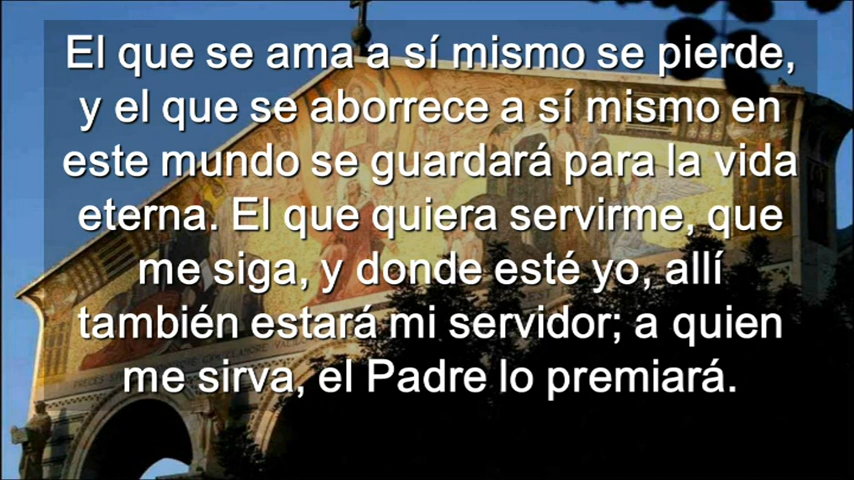 El que se ama a sí mismo se pierde,
y el que se aborrece a sí mismo en
este mundo se guardará para la vida
eterna. El que quiera servirme, que
me siga, y donde esté yo, allí
también estará mi servidor; a quien
me sirva, el Padre lo premiará.